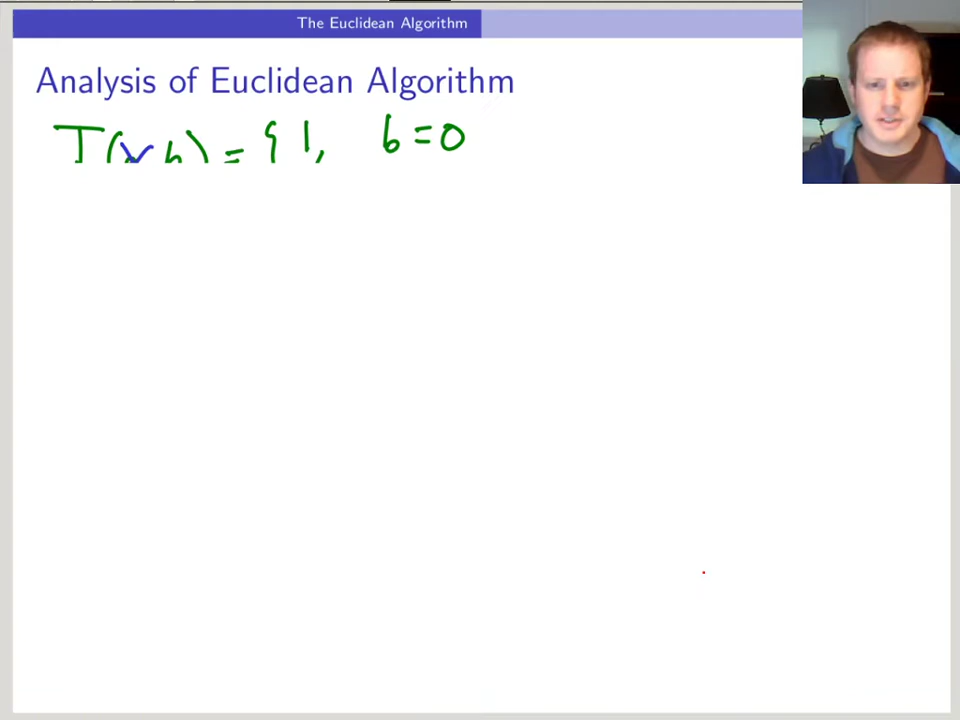 The Euclidean Algorithm
Analysis of Euclidean Algorithm
= { 1, b=0